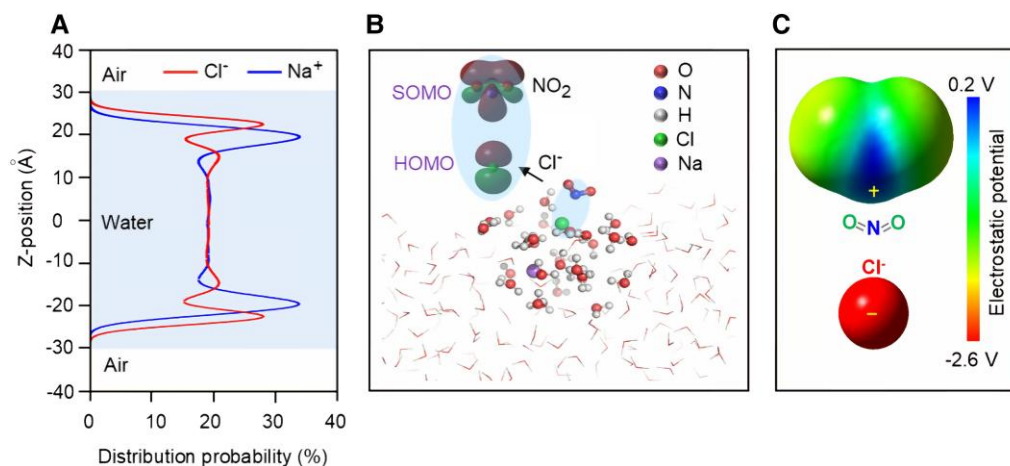 A
40
30
20
10
0
-10
-20
-30
-40
Z-position (Å)
Air
Cl⁻
Na⁺
Water
Air
0
10
20
30
40
Distribution probability (%)
B
SOMO
NO₂
HOMO
Cl⁻
O
N
H
Cl
Na
C
0.2 V
Electrostatic potential
-2.6 V
+
O=N=O
Cl⁻
−